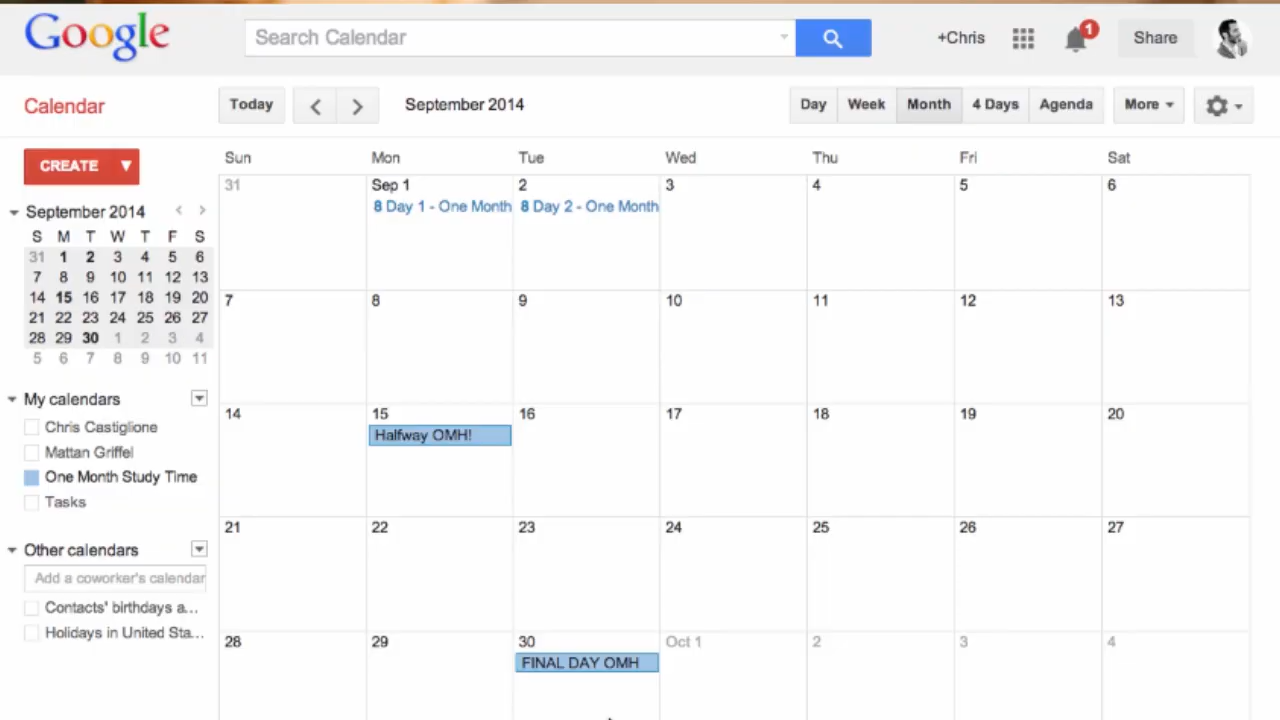 Google
Search Calendar
+Chris
1
Share
Calendar
Today
September 2014
Day
Week
Month
4 Days
Agenda
More
CREATE
September 2014
S M T W T F S
31 1 2 3 4 5 6
7 8 9 10 11 12 13
14 15 16 17 18 19 20
21 22 23 24 25 26 27
28 29 30 1 2 3 4
5 6 7 8 9 10 11
My calendars
Chris Castiglione
Mattan Griffel
One Month Study Time
Tasks
Other calendars
Add a coworker's calendar
Contacts' birthdays a...
Holidays in United Sta...
Sun Mon Tue Wed Thu Fri Sat
31 Sep 1 2 3 4 5 6
8 Day 1 - One Month 8 Day 2 - One Month
7 8 9 10 11 12 13
14 15 16 17 18 19 20
Halfway OMH!
21 22 23 24 25 26 27
28 29 30 Oct 1 2 3 4
FINAL DAY OMH